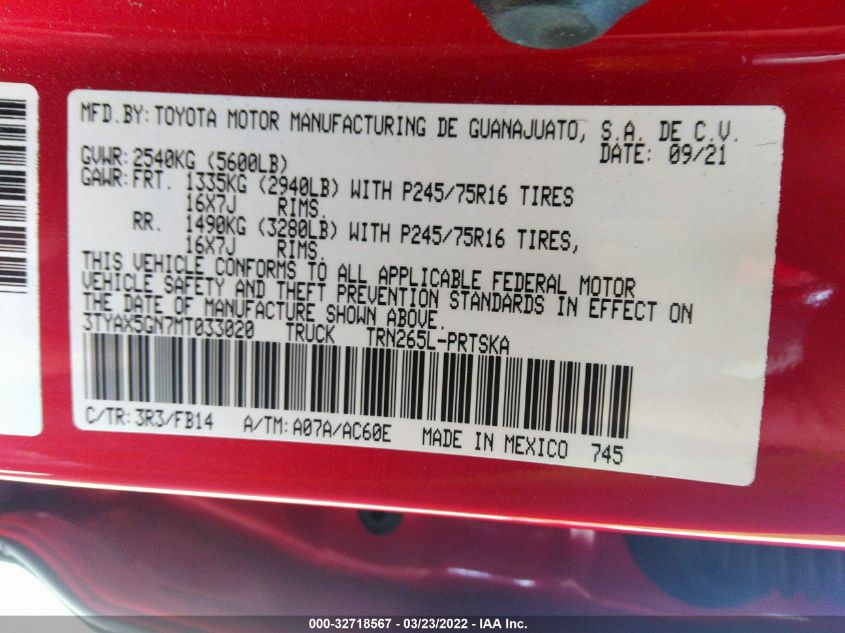 MFD.BY:TOYOTA MOTOR MANUFACTURING DE GUANAJUATO, S.A. DE C.V.
DATE: 09/21
GVWR:2540KG (5600LB)
GAWR:FRT. 1335KG (2940LB) WITH P245/75R16 TIRES
16X7J RIMS.
RR. 1490KG (3280LB) WITH P245/75R16 TIRES,
16X7J RIMS.
THIS VEHICLE CONFORMS TO ALL APPLICABLE FEDERAL MOTOR
VEHICLE SAFETY AND THEFT PREVENTION STANDARDS IN EFFECT ON
THE DATE OF MANUFACTURE SHOWN ABOVE.
3TYAX5GN7MT033020 TRUCK TRN265L-PRTSKA
C/TR:3R3/FB14 A/TM:A07A/AC60E MADE IN MEXICO 745
000-32718567 — 03/23/2022 — IAA Inc.